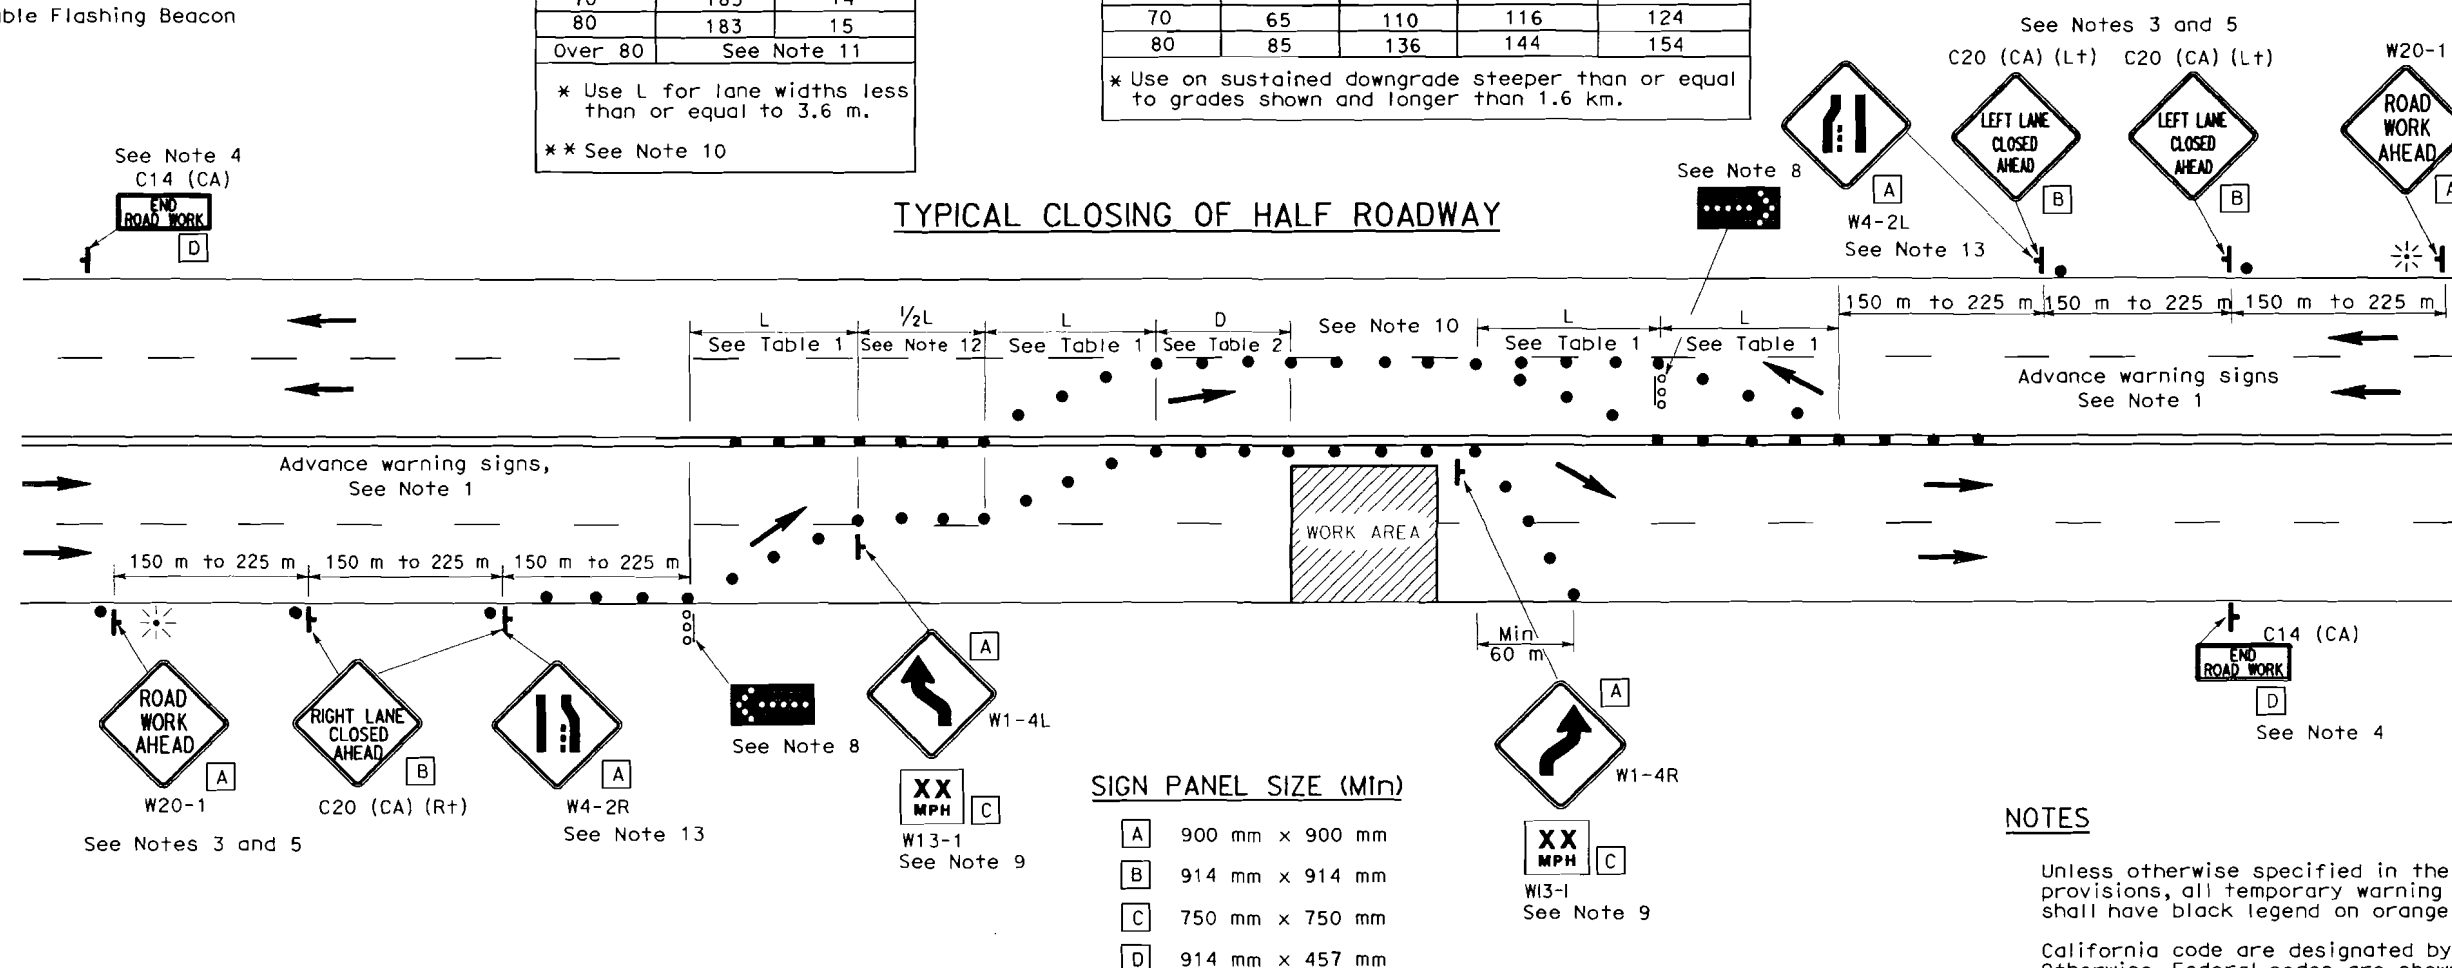 ble Flashing Beacon
80 183 15
Over 80 See Note 11
* Use L for lane widths less
than or equal to 3.6 m.
** See Note 10
70 65 110 116 124
80 85 136 144 154
* Use on sustained downgrade steeper than or equal
to grades shown and longer than 1.6 km.
See Notes 3 and 5
C20 (CA) (Lt) C20 (CA) (Lt) W20-1
LEFT LANE
CLOSED
AHEAD
B
LEFT LANE
CLOSED
AHEAD
B
ROAD
WORK
AHEAD
A
A
W4-2L
See Note 13
See Note 8
See Note 4
C14 (CA)
END
ROAD WORK
D
TYPICAL CLOSING OF HALF ROADWAY
150 m to 225 m 150 m to 225 m 150 m to 225 m
L 1/2L L D See Note 10 L L
See Table 1 See Note 12 See Table 1 See Table 2 See Table 1 See Table 1
Advance warning signs
See Note 1
Advance warning signs,
See Note 1
WORK AREA
150 m to 225 m 150 m to 225 m 150 m to 225 m
Min
60 m
ROAD
WORK
AHEAD
A
W20-1
See Notes 3 and 5
RIGHT LANE
CLOSED
AHEAD
B
C20 (CA) (Rt)
A
W4-2R
See Note 13
See Note 8
A
W1-4L
XX
MPH
C
W13-1
See Note 9
A
W1-4R
XX
MPH
C
W13-1
See Note 9
C14 (CA)
END
ROAD WORK
D
See Note 4
SIGN PANEL SIZE (Min)
A 900 mm x 900 mm
B 914 mm x 914 mm
C 750 mm x 750 mm
D 914 mm x 457 mm
NOTES
Unless otherwise specified in the
provisions, all temporary warning
shall have black legend on orange
California code are designated by
Otherwise, Federal codes are shown